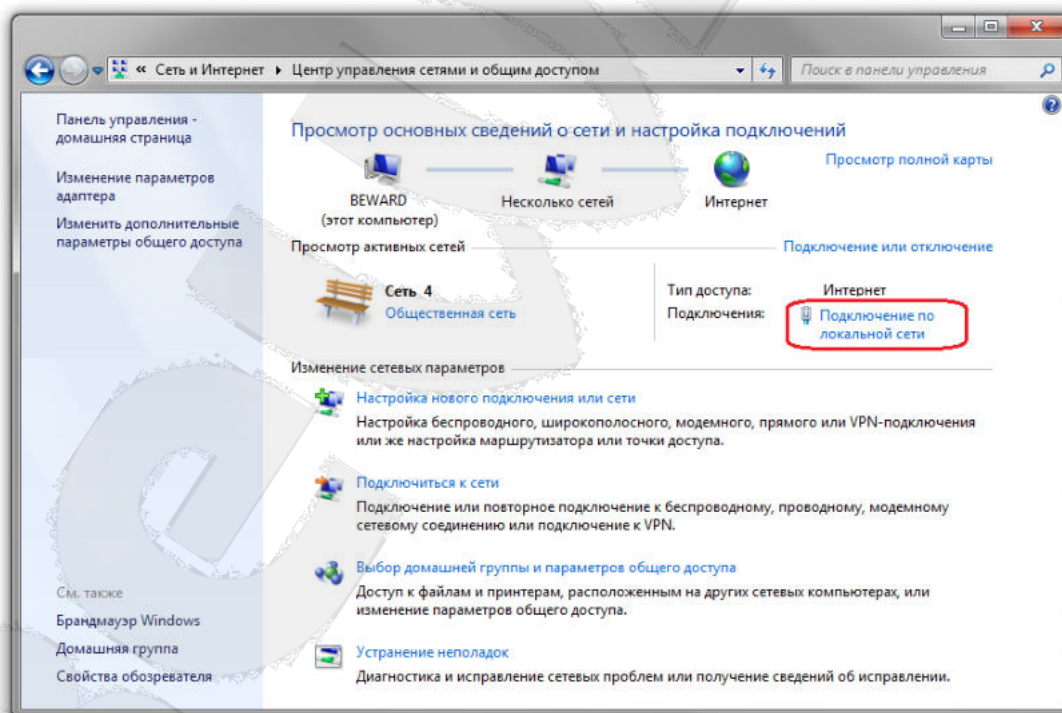 « Сеть и Интернет ▸ Центр управления сетями и общим доступом
Поиск в панели управления
Панель управления -
домашняя страница
Изменение параметров
адаптера
Изменить дополнительные
параметры общего доступа
Просмотр основных сведений о сети и настройка подключений
Просмотр полной карты
BEWARD
(этот компьютер)
Несколько сетей
Интернет
Просмотр активных сетей
Подключение или отключение
Сеть 4
Общественная сеть
Тип доступа: Интернет
Подключения: Подключение по
локальной сети
Изменение сетевых параметров
Настройка нового подключения или сети
Настройка беспроводного, широкополосного, модемного, прямого или VPN-подключения
или же настройка маршрутизатора или точки доступа.
Подключиться к сети
Подключение или повторное подключение к беспроводному, проводному, модемному
сетевому соединению или подключение к VPN.
Выбор домашней группы и параметров общего доступа
Доступ к файлам и принтерам, расположенным на других сетевых компьютерах, или
изменение параметров общего доступа.
Устранение неполадок
Диагностика и исправление сетевых проблем или получение сведений об исправлении.
См. также
Брандмауэр Windows
Домашняя группа
Свойства обозревателя